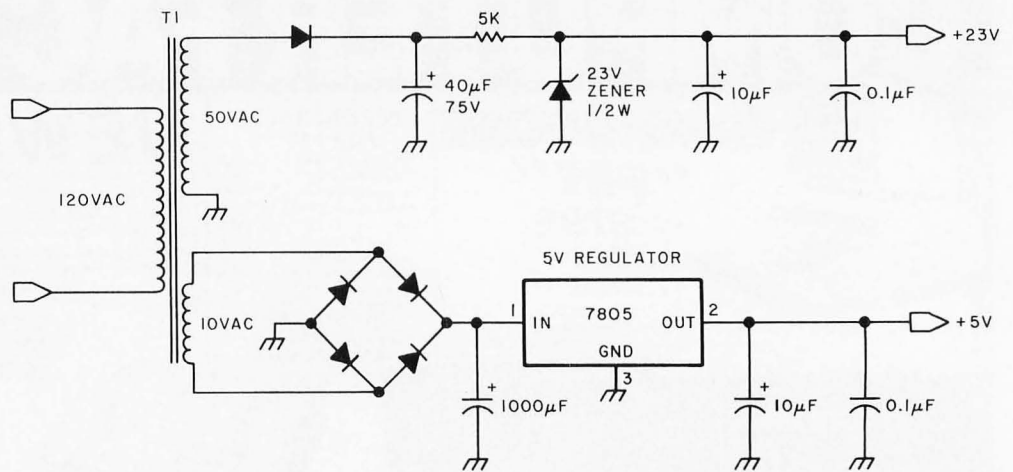 T1
5K
+23V
50VAC
+
40μF
75V
23V
ZENER
1/2W
+
10μF
0.1μF
120VAC
5V REGULATOR
10VAC
1
IN
7805
OUT
2
GND
3
+5V
+
1000μF
+
10μF
0.1μF